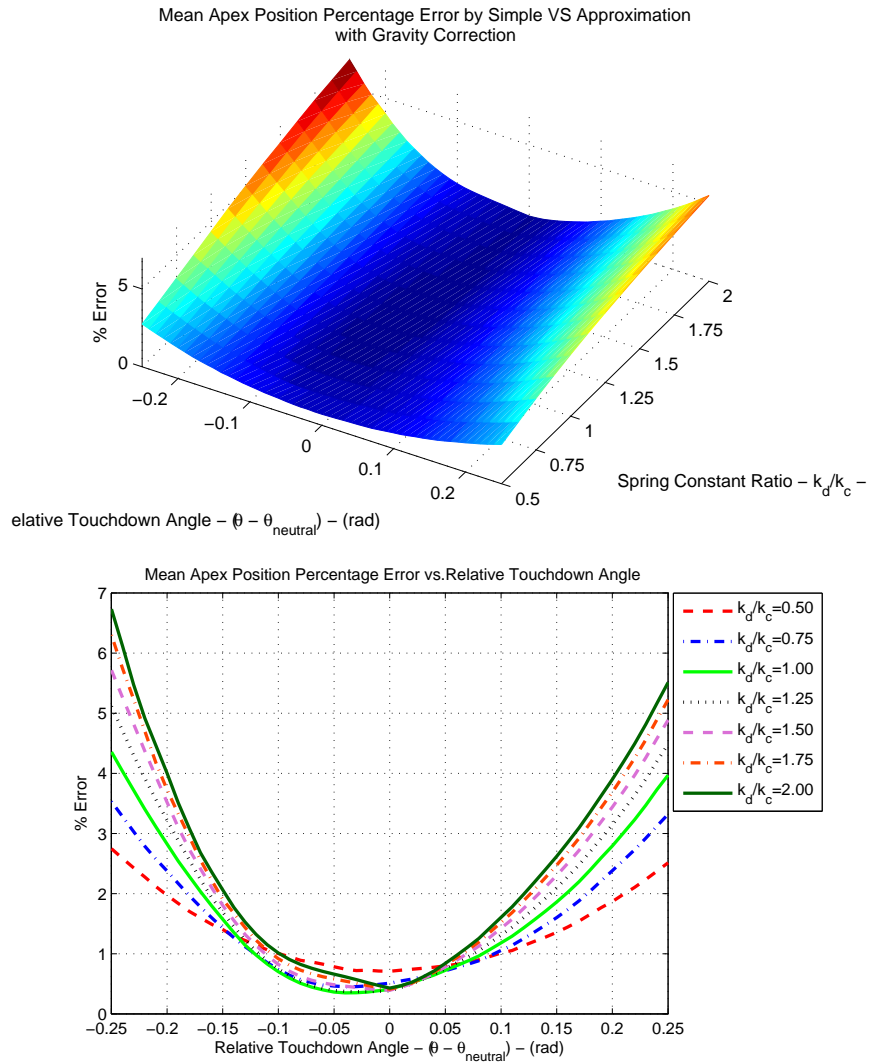 Mean Apex Position Percentage Error by Simple VS Approximation
with Gravity Correction
% Error
5
0
−0.2
−0.1
0
0.1
0.2
0.5
0.75
1
1.25
1.5
1.75
2
Spring Constant Ratio − k_d/k_c −
elative Touchdown Angle − (θ − θ_neutral) − (rad)
Mean Apex Position Percentage Error vs.Relative Touchdown Angle
% Error
7
6
5
4
3
2
1
0
−0.25 −0.2 −0.15 −0.1 −0.05 0 0.05 0.1 0.15 0.2 0.25
Relative Touchdown Angle − (θ − θ_neutral) − (rad)
k_d/k_c=0.50
k_d/k_c=0.75
k_d/k_c=1.00
k_d/k_c=1.25
k_d/k_c=1.50
k_d/k_c=1.75
k_d/k_c=2.00